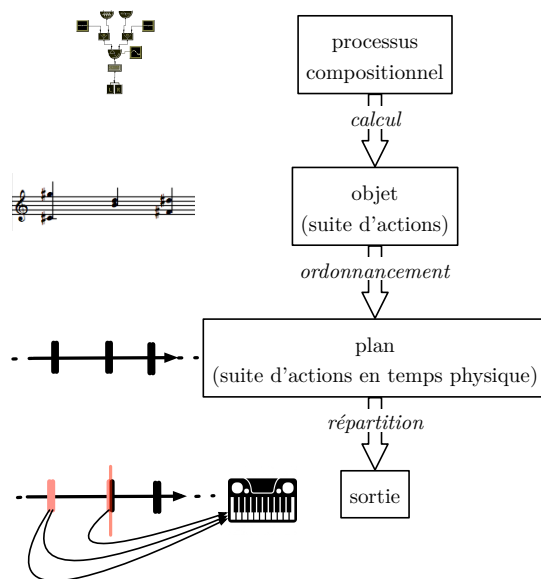 processus
compositionnel
calcul
objet
(suite d'actions)
ordonnancement
plan
(suite d'actions en temps physique)
répartition
sortie